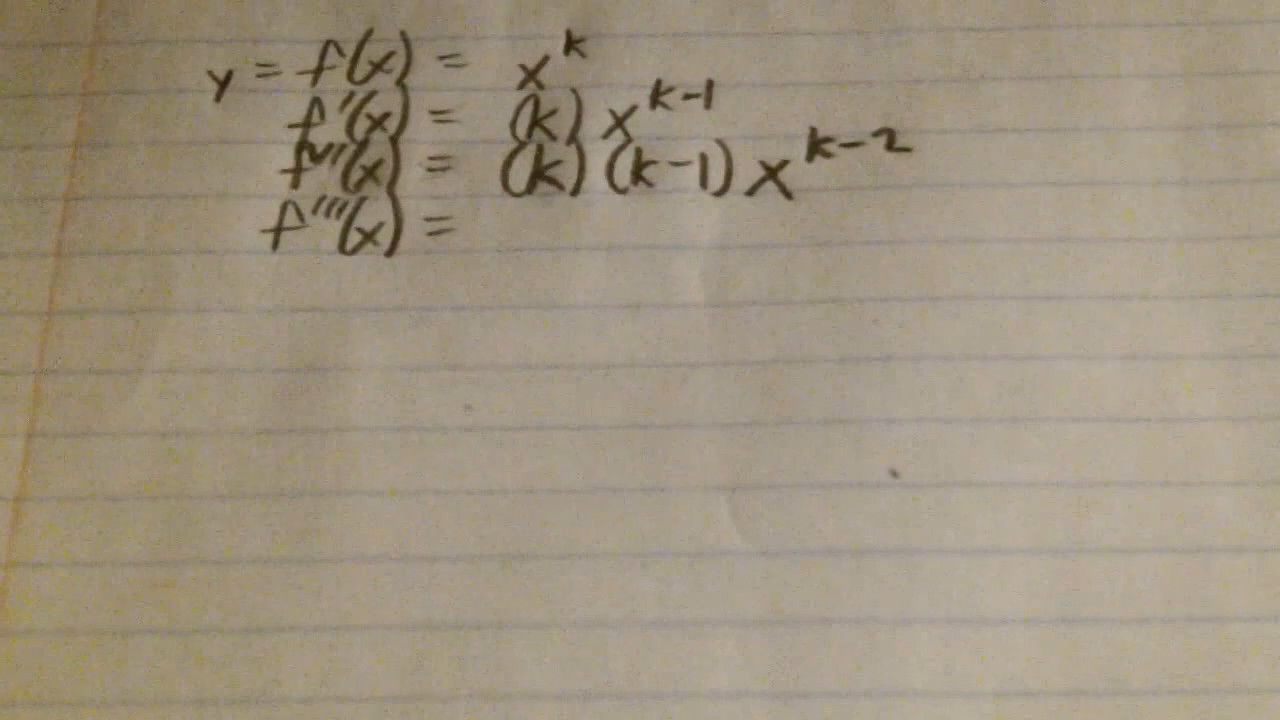 y = f(x) = x^k
f'(x) = (k) x^{k-1}
f''(x) = (k) (k-1) x^{k-2}
f'''(x) =